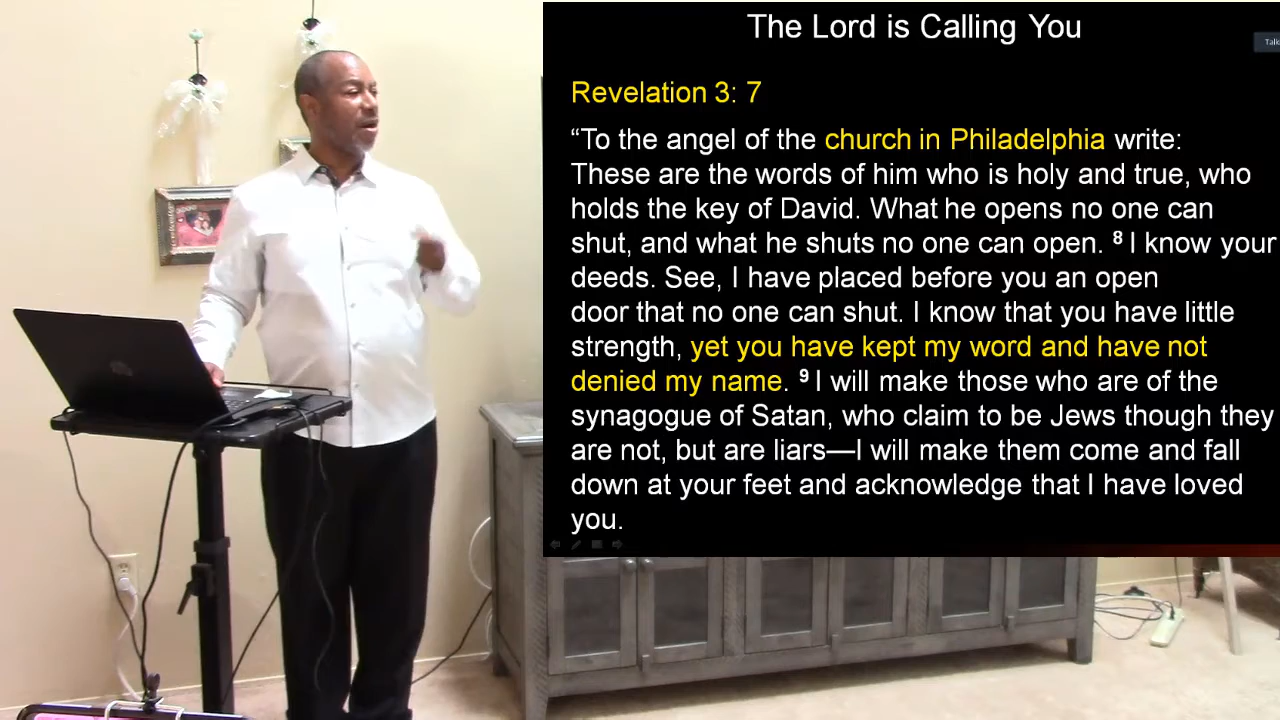 The Lord is Calling You
Talk
Revelation 3: 7
“To the angel of the church in Philadelphia write:
These are the words of him who is holy and true, who
holds the key of David. What he opens no one can
shut, and what he shuts no one can open. ⁸ I know your
deeds. See, I have placed before you an open
door that no one can shut. I know that you have little
strength, yet you have kept my word and have not
denied my name. ⁹ I will make those who are of the
synagogue of Satan, who claim to be Jews though they
are not, but are liars—I will make them come and fall
down at your feet and acknowledge that I have loved
you.